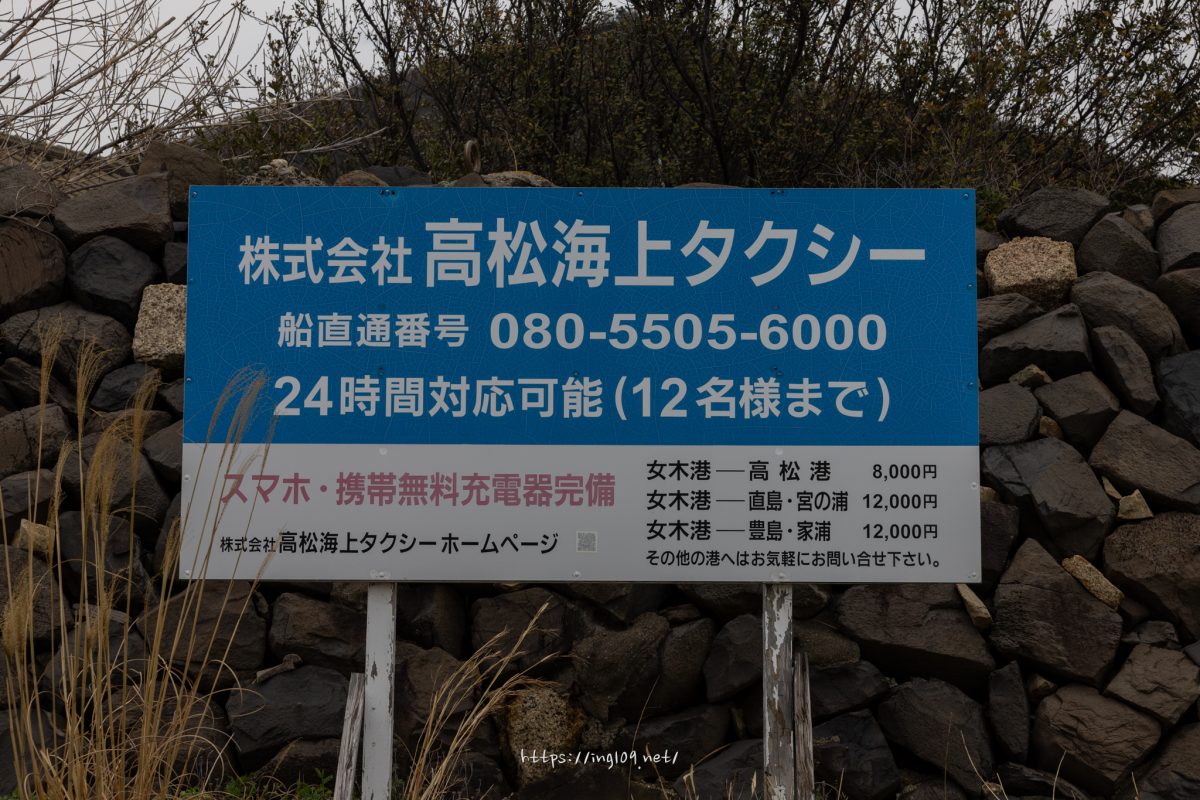 株式会社 高松海上タクシー
船直通番号 080-5505-6000
24時間対応可能(12名様まで)
スマホ・携帯無料充電器完備
株式会社高松海上タクシーホームページ
女木港―高松港 8,000円
女木港―直島・宮の浦 12,000円
女木港―豊島・家浦 12,000円
その他の港へはお気軽にお問い合せ下さい。
https://ing109.net/